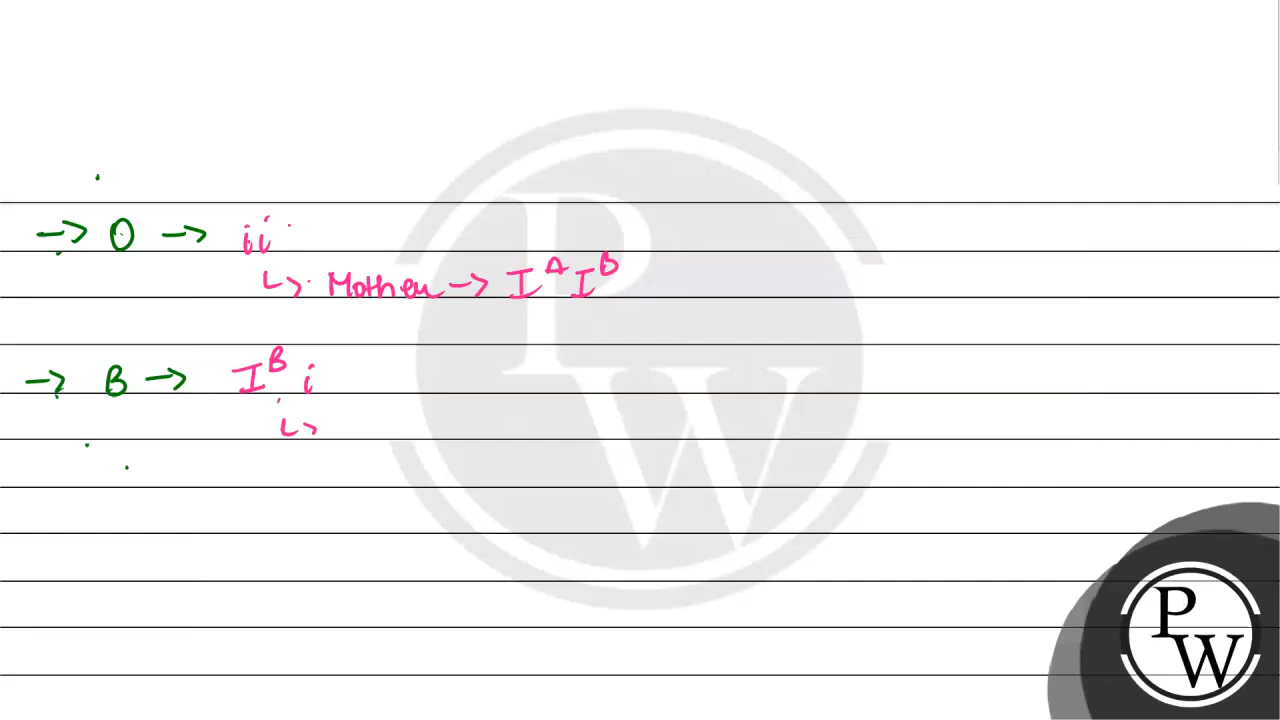 → O → ii
↳ Mother → I^A I^B
→ B → I^B i
↳
P
W
P
W